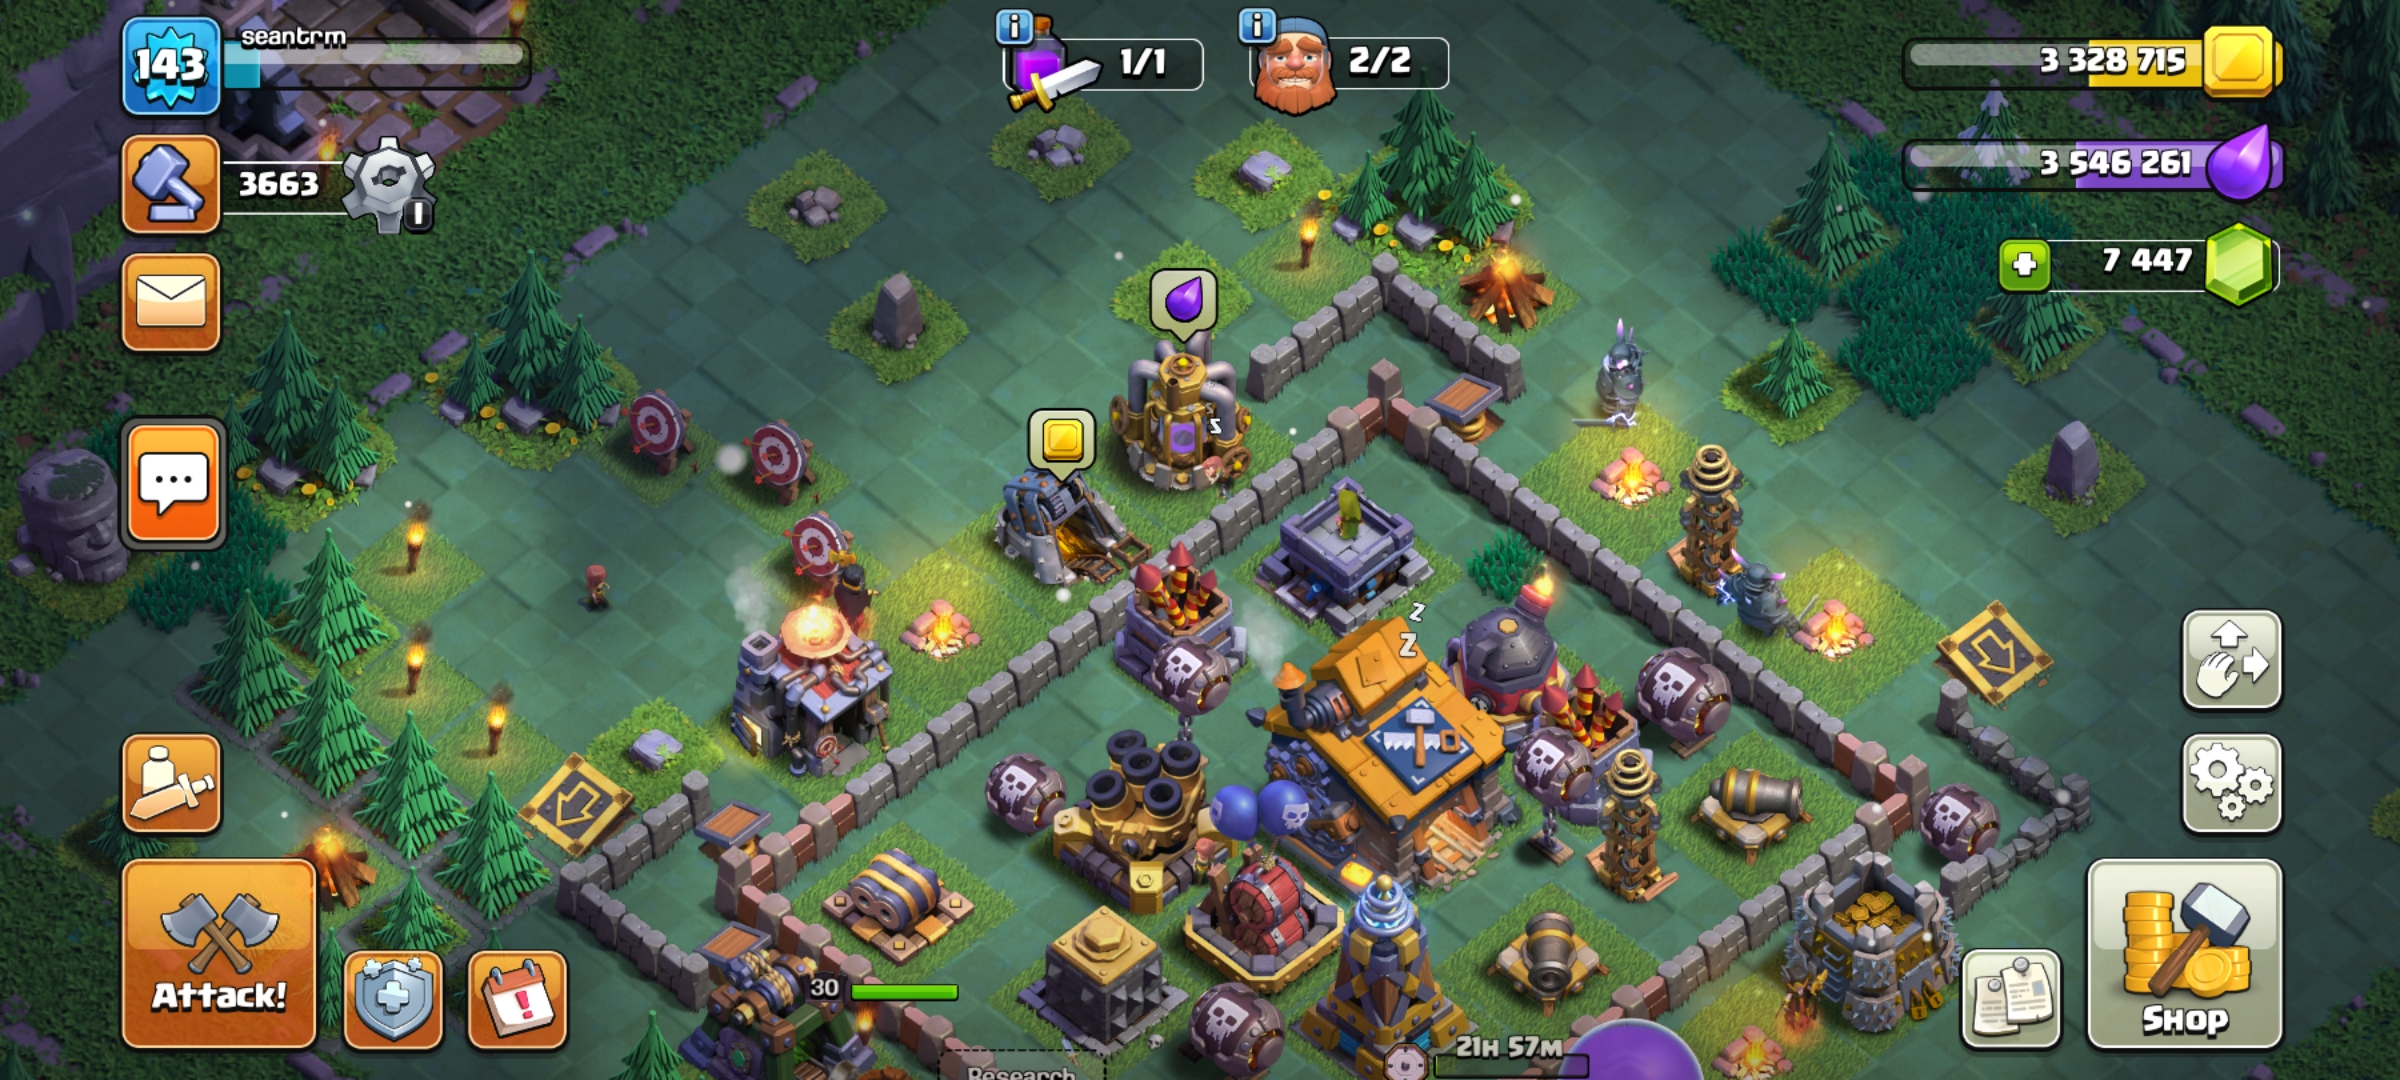 143
seantrm
1/1
2/2
3 328 715
3663
I
3 546 261
7 447
S
Z
Z
30
Attack!
21H 57M
Shop
Research